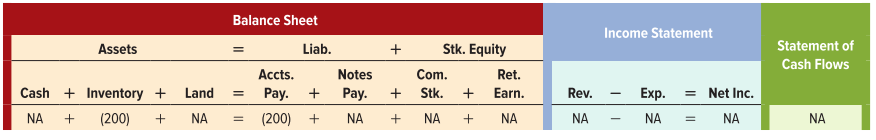 Balance Sheet
Income Statement
Statement of
Cash Flows
Assets = Liab. + Stk. Equity
Accts. Notes Com. Ret.
Cash + Inventory + Land = Pay. + Pay. + Stk. + Earn. Rev. − Exp. = Net Inc.
NA + (200) + NA = (200) + NA + NA + NA NA − NA = NA NA